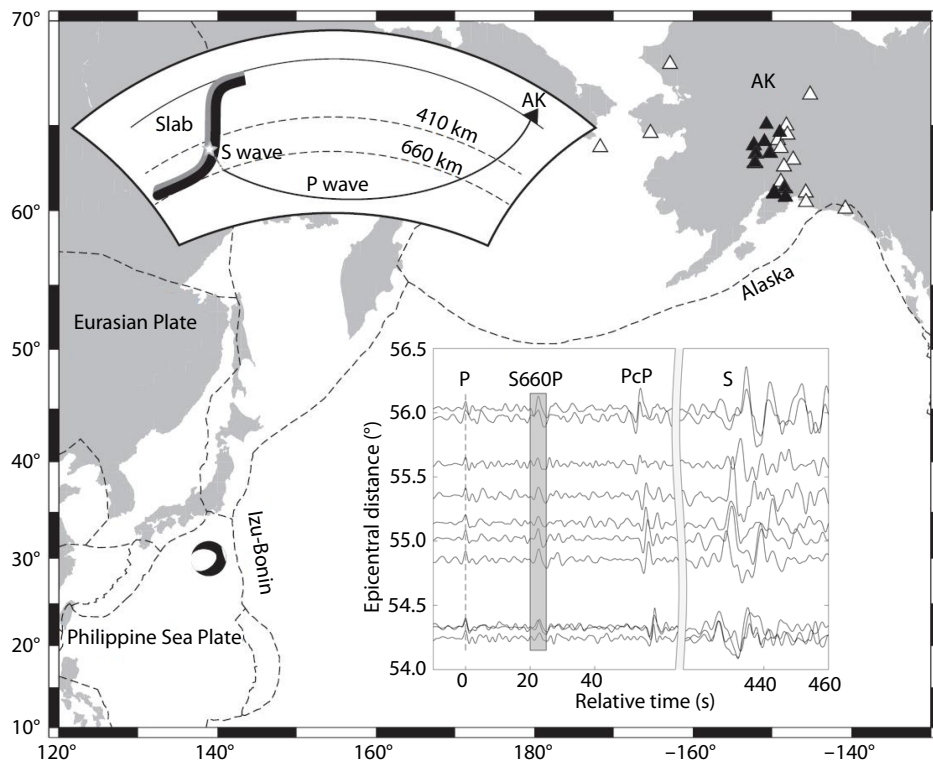 70°
60°
50°
40°
30°
20°
10°
120°
140°
160°
180°
−160°
−140°
AK
Slab
S wave
410 km
660 km
P wave
AK
Alaska
Eurasian Plate
Izu-Bonin
Philippine Sea Plate
56.5
56.0
55.5
55.0
54.5
54.0
Epicentral distance (°)
P
S660P
PcP
S
0
20
40
440
460
Relative time (s)